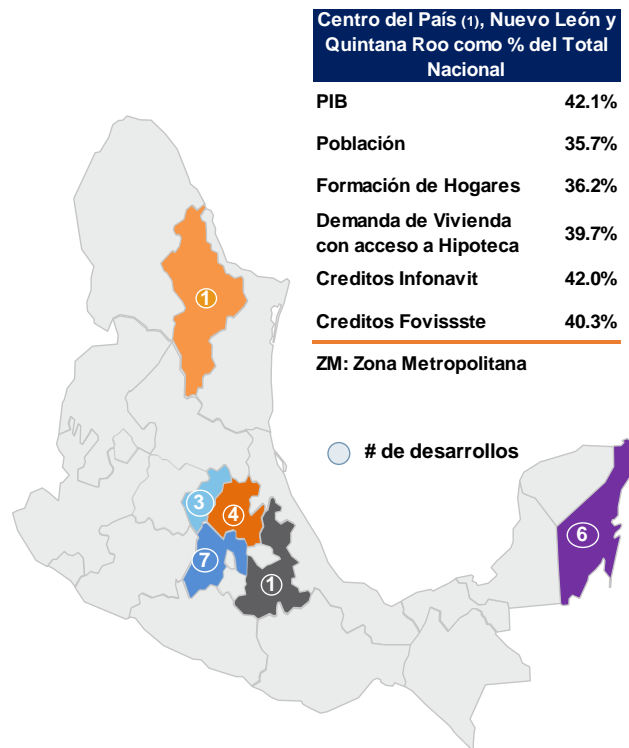 Centro del País (1), Nuevo León y
Quintana Roo como % del Total
Nacional
PIB 42.1%
Población 35.7%
Formación de Hogares 36.2%
Demanda de Vivienda
con acceso a Hipoteca 39.7%
Creditos Infonavit 42.0%
Creditos Fovissste 40.3%
ZM: Zona Metropolitana
# de desarrollos
1
3
4
7
1
6